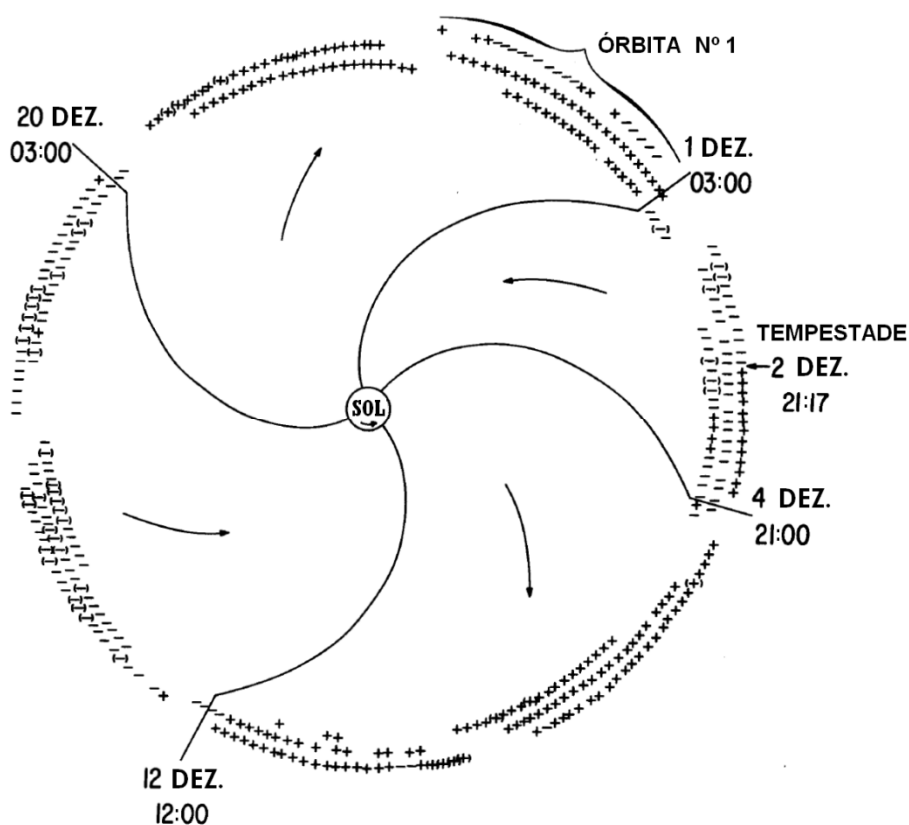 ÓRBITA Nº 1
20 DEZ.
03:00
1 DEZ.
03:00
TEMPESTADE
2 DEZ.
21:17
SOL
4 DEZ.
21:00
12 DEZ.
12:00